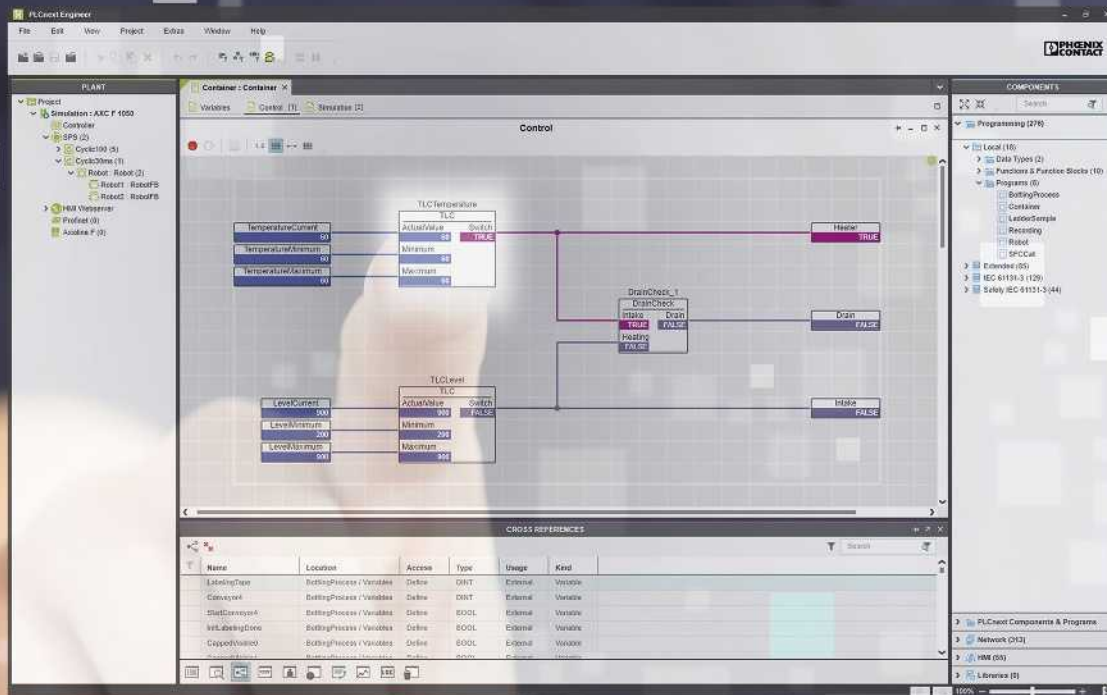 PLCnext Engineer
File Edit View Project Extras Window Help
PHŒNIX
CONTACT
PLANT
Project
Simulation : AXC F 1050
Controller
SPS (2)
Cyclic100 (5)
Cyclic30ms (1)
Robot : Robot (2)
Robot1 : RobotFB
Robot2 : RobotFB
HMI Webserver
Profinet (0)
Axioline F (0)
Container : Container
Variables Control [1] Simulation [2]
Control
TLCTemperature
TLC
TemperatureCurrent ActualValue Switch Heater
60 60 TRUE TRUE
TemperatureMinimum Minimum
60 60
TemperatureMaximum Maximum
DrainCheck_1
DrainCheck
Intake Drain Drain
TRUE FALSE FALSE
Heating
FALSE
TLCLevel
TLC
LevelCurrent ActualValue Switch Intake
900 900 FALSE FALSE
LevelMinimum Minimum
200 200
LevelMaximum Maximum
900 900
CROSS REFERENCES
Search
Name Location Access Type Usage Kind
LabelingTape BottlingProcess / Variables Define DINT External Variable
Conveyor4 BottlingProcess / Variables Define DINT External Variable
StartConveyor4 BottlingProcess / Variables Define BOOL External Variable
InitLabelingDone BottlingProcess / Variables Define BOOL External Variable
CappedVisible0 BottlingProcess / Variables Define BOOL External Variable
COMPONENTS
Search
Programming (276)
Local (18)
Data Types (2)
Functions & Function Blocks (10)
Programs (6)
BottlingProcess
Container
LadderSample
Recording
Robot
SFCCall
Extended (85)
IEC 61131-3 (129)
Safety IEC 61131-3 (44)
PLCnext Components & Programs
Network (313)
HMI (55)
Libraries (5)
100%